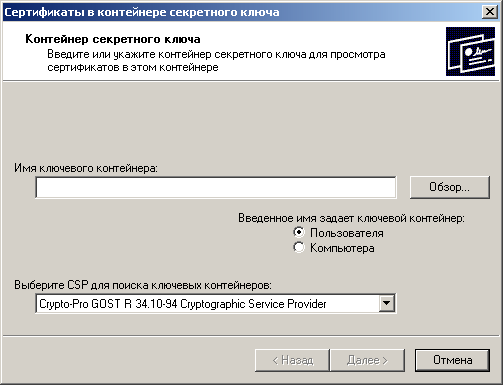 Сертификаты в контейнере секретного ключа
Контейнер секретного ключа
Введите или укажите контейнер секретного ключа для просмотра
сертификатов в этом контейнере
Имя ключевого контейнера:
Обзор...
Введенное имя задает ключевой контейнер:
Пользователя
Компьютера
Выберите CSP для поиска ключевых контейнеров:
Crypto-Pro GOST R 34.10-94 Cryptographic Service Provider
< Назад
Далее >
Отмена